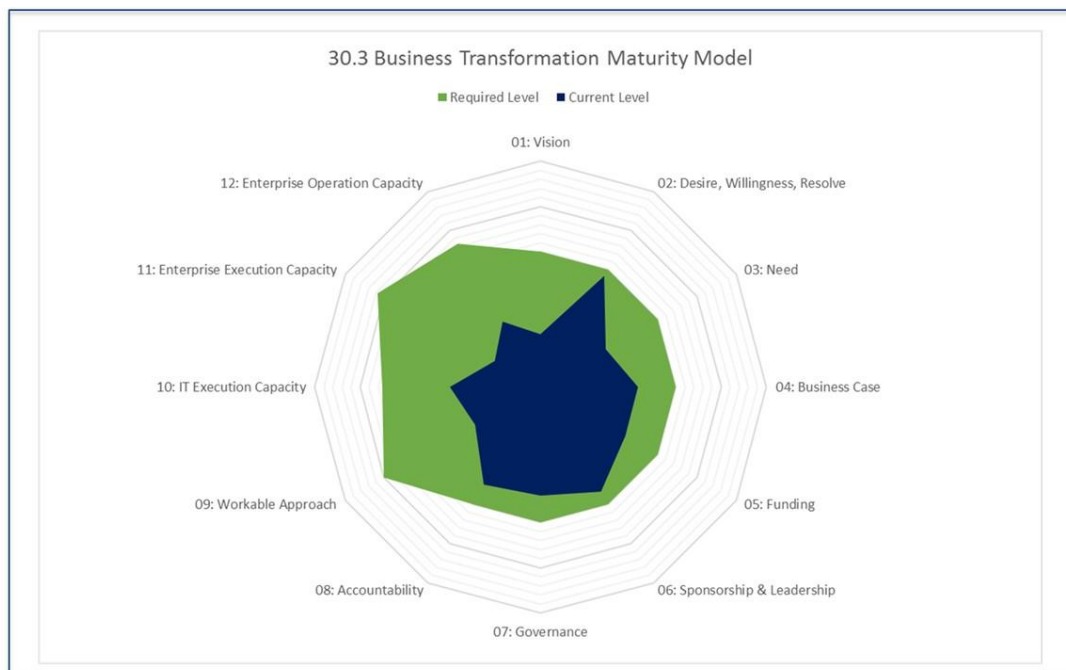 30.3 Business Transformation Maturity Model
Required Level
Current Level
01: Vision
02: Desire, Willingness, Resolve
03: Need
04: Business Case
05: Funding
06: Sponsorship & Leadership
07: Governance
08: Accountability
09: Workable Approach
10: IT Execution Capacity
11: Enterprise Execution Capacity
12: Enterprise Operation Capacity